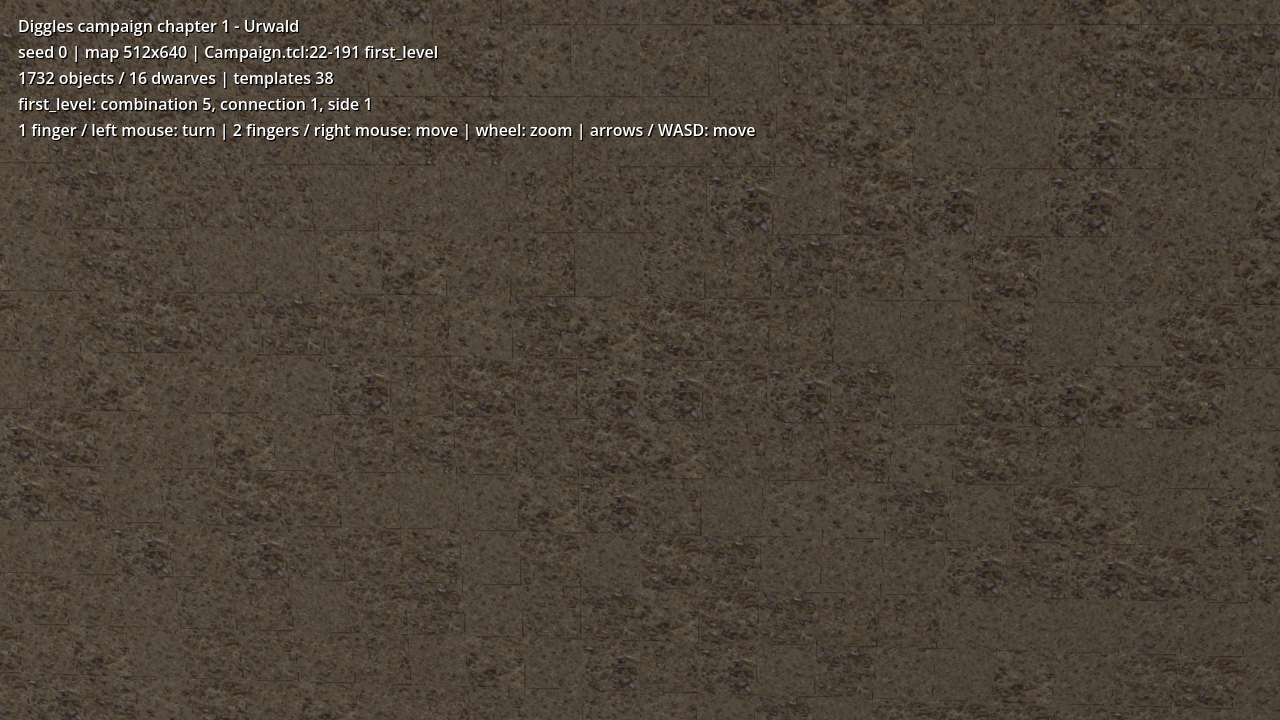 Diggles campaign chapter 1 - Urwald
seed 0 | map 512x640 | Campaign.tcl:22-191 first_level
1732 objects / 16 dwarves | templates 38
first_level: combination 5, connection 1, side 1
1 finger / left mouse: turn | 2 fingers / right mouse: move | wheel: zoom | arrows / WASD: move